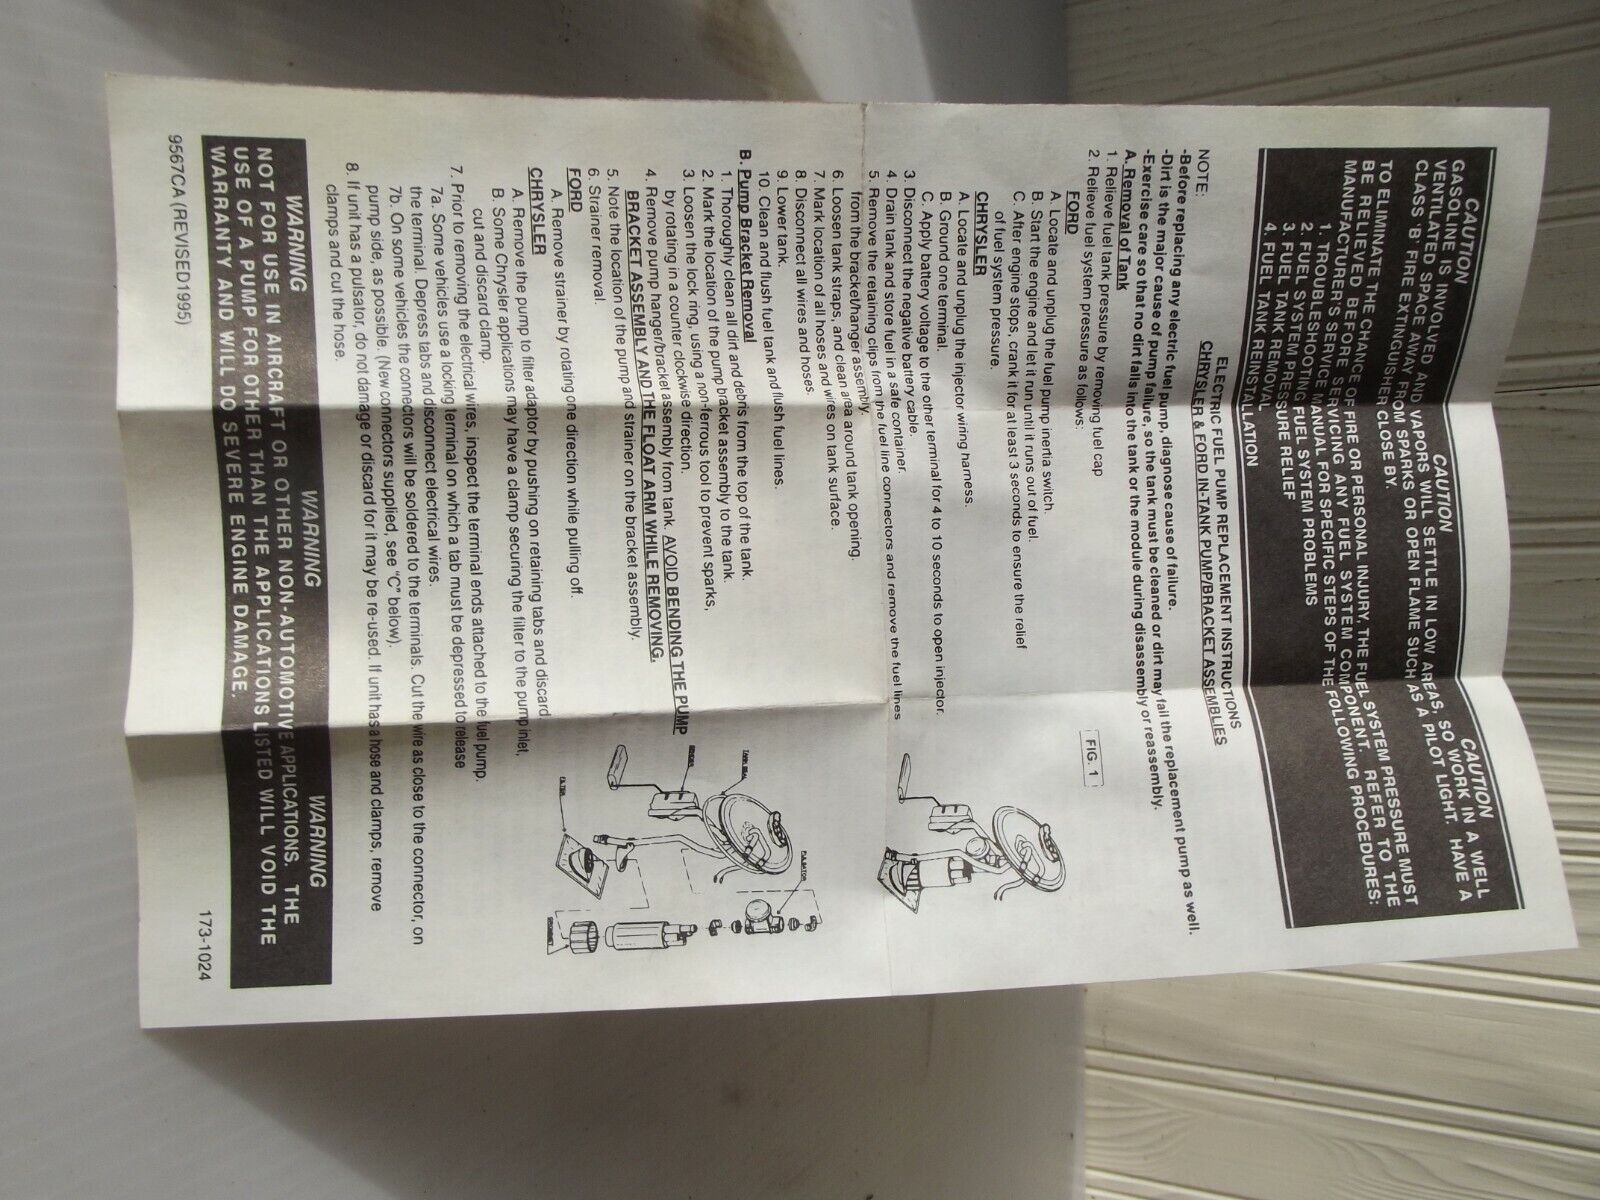 CAUTION CAUTION CAUTION
GASOLINE IS INVOLVED AND VAPORS WILL SETTLE IN LOW AREAS, SO WORK IN A WELL
VENTILATED SPACE AWAY FROM SPARKS OR OPEN FLAME SUCH AS A PILOT LIGHT. HAVE A
CLASS 'B' FIRE EXTINGUISHER CLOSE BY.
TO ELIMINATE THE CHANCE OF FIRE OR PERSONAL INJURY, THE FUEL SYSTEM PRESSURE MUST
BE RELIEVED BEFORE SERVICING ANY FUEL SYSTEM COMPONENT. REFER TO THE
MANUFACTURER'S SERVICE MANUAL FOR SPECIFIC STEPS OF THE FOLLOWING PROCEDURES:
1. TROUBLESHOOTING FUEL SYSTEM PROBLEMS
2. FUEL SYSTEM PRESSURE RELIEF
3. FUEL TANK REMOVAL
4. FUEL TANK REINSTALLATION
ELECTRIC FUEL PUMP REPLACEMENT INSTRUCTIONS
CHRYSLER & FORD IN-TANK PUMP/BRACKET ASSEMBLIES
NOTE:
-Before replacing any electric fuel pump, diagnose cause of failure.
-Dirt is the major cause of pump failure, so the tank must be cleaned or dirt may fail the replacement pump as well.
-Exercise care so that no dirt falls into the tank or the module during disassembly or reassembly.
A. Removal of Tank
1. Relieve fuel tank pressure by removing fuel cap
2. Relieve fuel system pressure as follows:
FORD
A. Locate and unplug the fuel pump inertia switch.
B. Start the engine and let it run until it runs out of fuel.
C. After engine stops, crank it for at least 3 seconds to ensure the relief
of fuel system pressure.
CHRYSLER
A. Locate and unplug the injector wiring harness.
B. Ground one terminal.
C. Apply battery voltage to the other terminal for 4 to 10 seconds to open injector.
3. Disconnect the negative battery cable.
4. Drain tank and store fuel in a safe container.
5. Remove the retaining clips from the fuel line connectors and remove the fuel lines
from the bracket/hanger assembly.
6. Loosen tank straps, and clean area around tank opening.
7. Mark location of all hoses and wires on tank surface.
8 Disconnect all wires and hoses.
9. Lower tank.
10. Clean and flush fuel tank and flush fuel lines.
B. Pump Bracket Removal
1. Thoroughly clean all dirt and debris from the top of the tank.
2. Mark the location of the pump bracket assembly to the tank.
3. Loosen the lock ring, using a non-ferrous tool to prevent sparks,
by rotating in a counter clockwise direction.
4. Remove pump hanger/bracket assembly from tank. AVOID BENDING THE PUMP
BRACKET ASSEMBLY AND THE FLOAT ARM WHILE REMOVING.
5. Note the location of the pump and strainer on the bracket assembly.
6. Strainer removal.
FORD
A. Remove strainer by rotating one direction while pulling off.
CHRYSLER
A. Remove the pump to filter adaptor by pushing on retaining tabs and discard.
B. Some Chrysler applications may have a clamp securing the filter to the pump inlet,
cut and discard clamp.
7. Prior to removing the electrical wires, inspect the terminal ends attached to the fuel pump.
7a. Some vehicles use a locking terminal on which a tab must be depressed to release
the terminal. Depress tabs and disconnect electrical wires.
7b. On some vehicles the connectors will be soldered to the terminals. Cut the wire as close to the connector, on
pump side, as possible. (New connectors supplied, see "C" below).
8. If unit has a pulsator, do not damage or discard for it may be re-used. If unit has a hose and clamps, remove
clamps and cut the hose.
FIG. 1
TANK SEAL
SENDER
FILTER
PULSATOR
GROMMET
WARNING WARNING WARNING
NOT FOR USE IN AIRCRAFT OR OTHER NON-AUTOMOTIVE APPLICATIONS. THE
USE OF A PUMP FOR OTHER THAN THE APPLICATIONS LISTED WILL VOID THE
WARRANTY AND WILL DO SEVERE ENGINE DAMAGE.
9567CA (REVISED1995) 173-1024